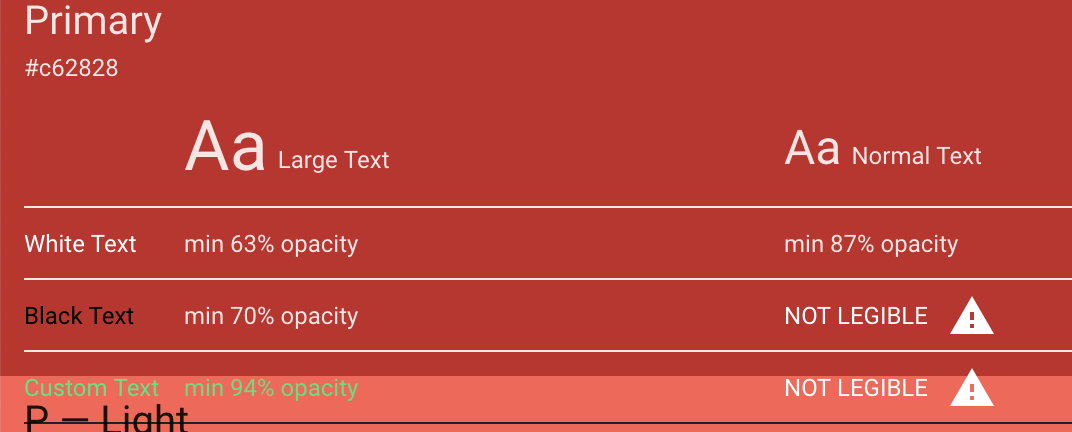 Primary
#c62828
Aa Large Text Aa Normal Text
White Text min 63% opacity min 87% opacity
Black Text min 70% opacity NOT LEGIBLE
Custom Text min 94% opacity NOT LEGIBLE
P — Light